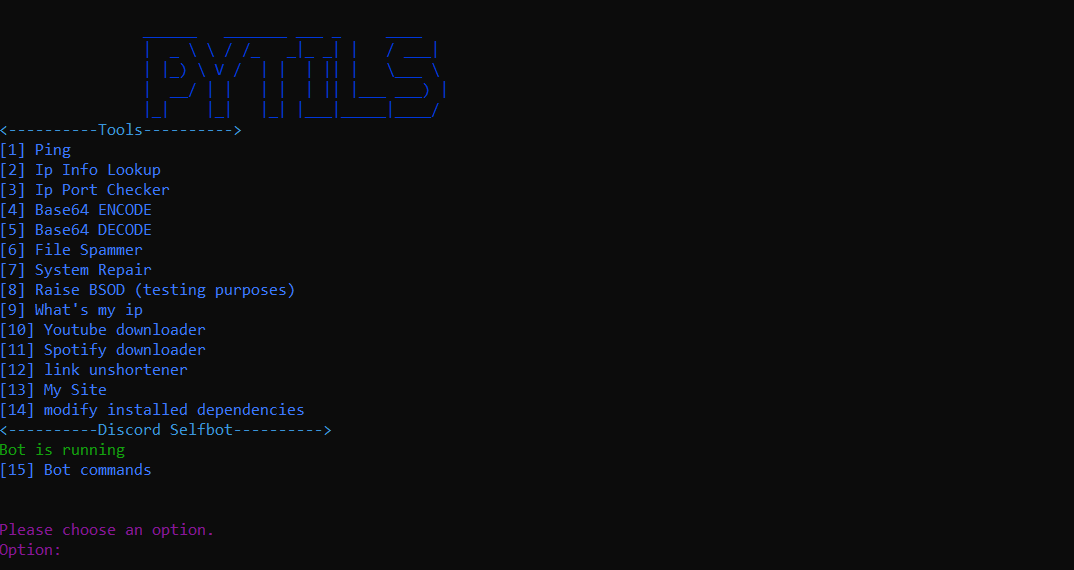 PYTILS
<----------Tools---------->
[1] Ping
[2] Ip Info Lookup
[3] Ip Port Checker
[4] Base64 ENCODE
[5] Base64 DECODE
[6] File Spammer
[7] System Repair
[8] Raise BSOD (testing purposes)
[9] What's my ip
[10] Youtube downloader
[11] Spotify downloader
[12] link unshortener
[13] My Site
[14] modify installed dependencies
<----------Discord Selfbot---------->
Bot is running
[15] Bot commands
Please choose an option.
Option: